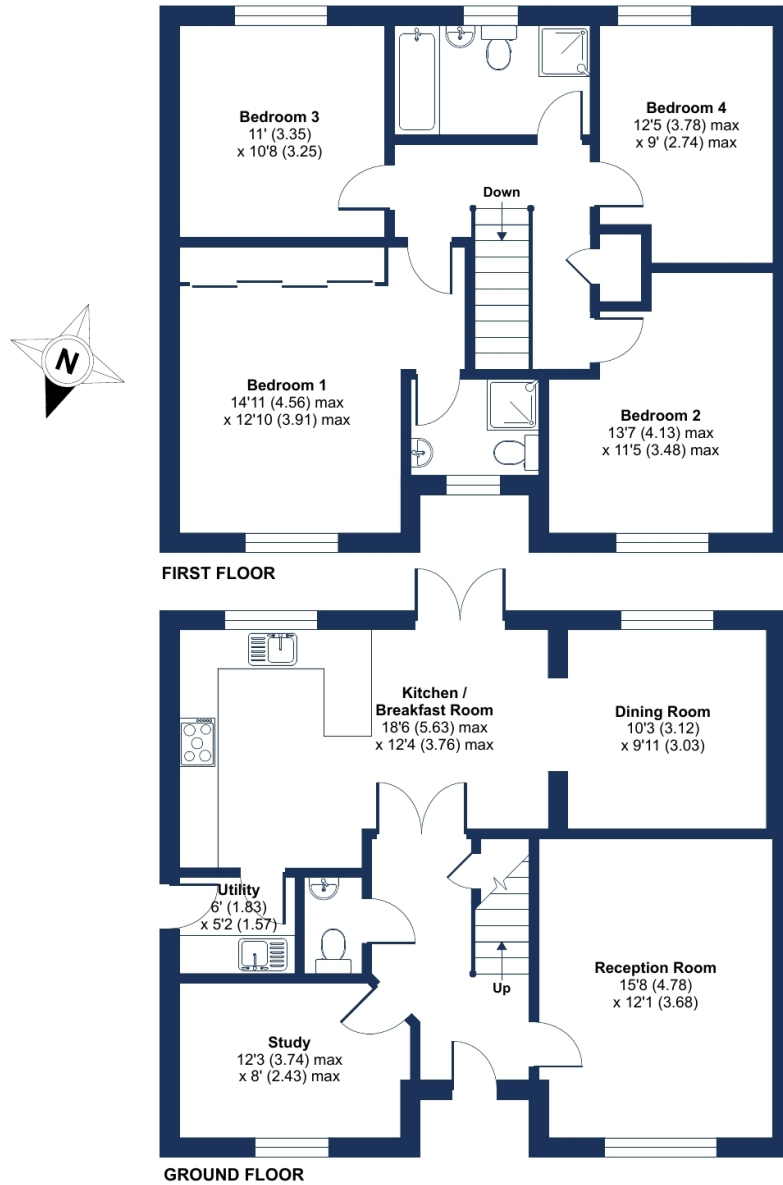 Bedroom 3
11' (3.35)
x 10'8 (3.25)
Bedroom 4
12'5 (3.78) max
x 9' (2.74) max
Down
N
Bedroom 1
14'11 (4.56) max
x 12'10 (3.91) max
Bedroom 2
13'7 (4.13) max
x 11'5 (3.48) max
FIRST FLOOR
Kitchen /
Breakfast Room
18'6 (5.63) max
x 12'4 (3.76) max
Dining Room
10'3 (3.12)
x 9'11 (3.03)
Utility
6' (1.83)
x 5'2 (1.57)
Reception Room
15'8 (4.78)
x 12'1 (3.68)
Up
Study
12'3 (3.74) max
x 8' (2.43) max
GROUND FLOOR